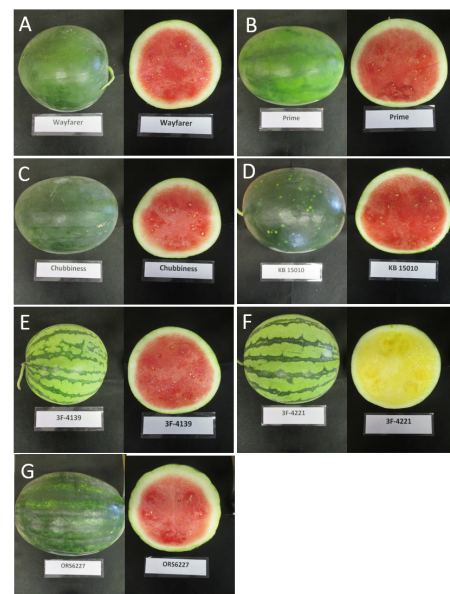 A
Wayfarer
Wayfarer
B
Prime
Prime
C
Chubbiness
Chubbiness
D
KB 15010
KB 15010
E
3F-4139
3F-4139
F
3F-4221
3F-4221
G
ORS6227
ORS6227